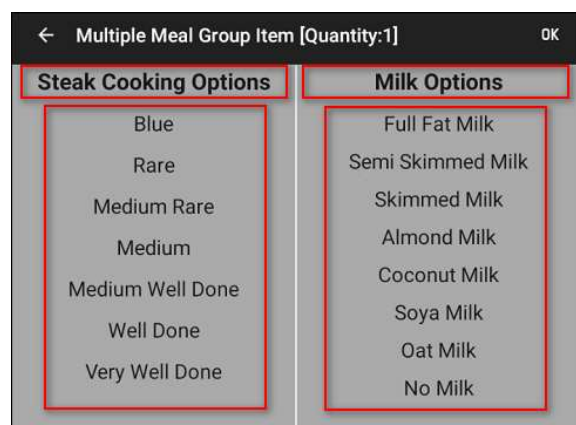 Multiple Meal Group Item [Quantity:1]
OK
Steak Cooking Options
Blue
Rare
Medium Rare
Medium
Medium Well Done
Well Done
Very Well Done
Milk Options
Full Fat Milk
Semi Skimmed Milk
Skimmed Milk
Almond Milk
Coconut Milk
Soya Milk
Oat Milk
No Milk